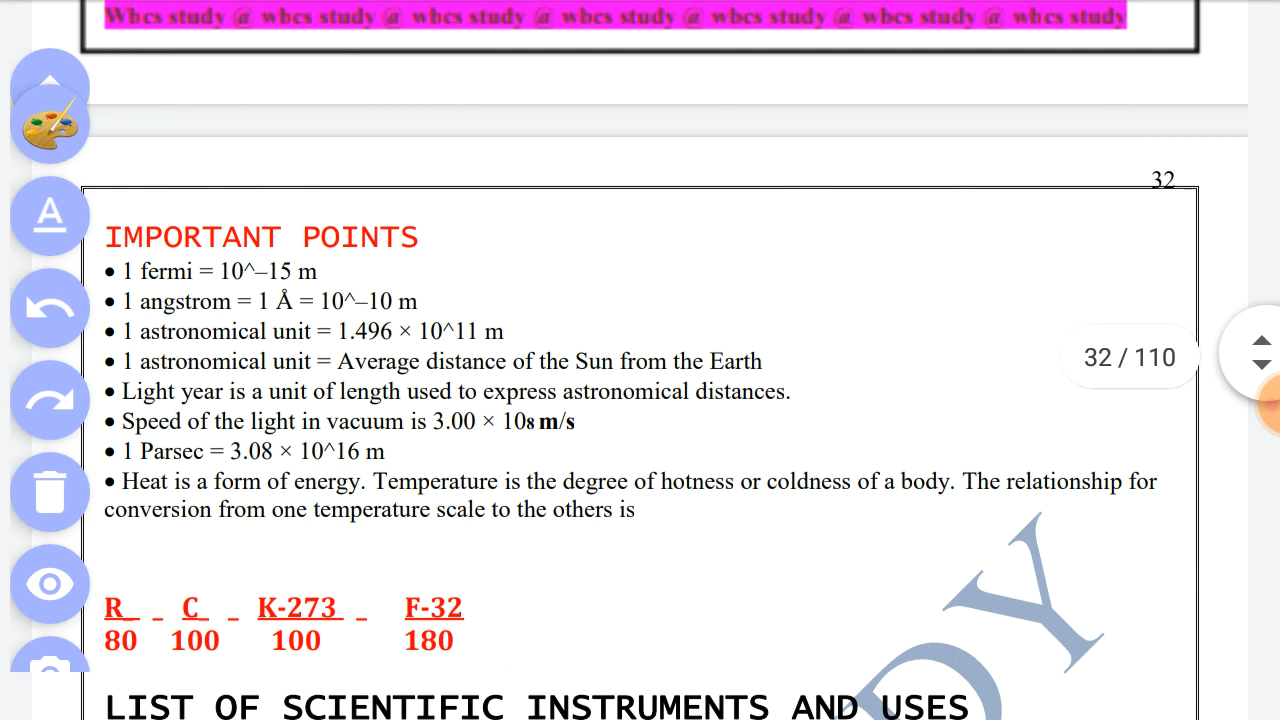 Wbcs study @ wbcs study @ wbcs study @ wbcs study @ wbcs study @ wbcs study @ wbcs study
32
IMPORTANT POINTS
• 1 fermi = 10^–15 m
• 1 angstrom = 1 Å = 10^–10 m
• 1 astronomical unit = 1.496 × 10^11 m
• 1 astronomical unit = Average distance of the Sun from the Earth
32 / 110
• Light year is a unit of length used to express astronomical distances.
• Speed of the light in vacuum is 3.00 × 108 m/s
• 1 Parsec = 3.08 × 10^16 m
• Heat is a form of energy. Temperature is the degree of hotness or coldness of a body. The relationship for
conversion from one temperature scale to the others is
R_ _ C_ _ K-273 _ F-32
80 100 100 180
DY
LIST OF SCIENTIFIC INSTRUMENTS AND USES